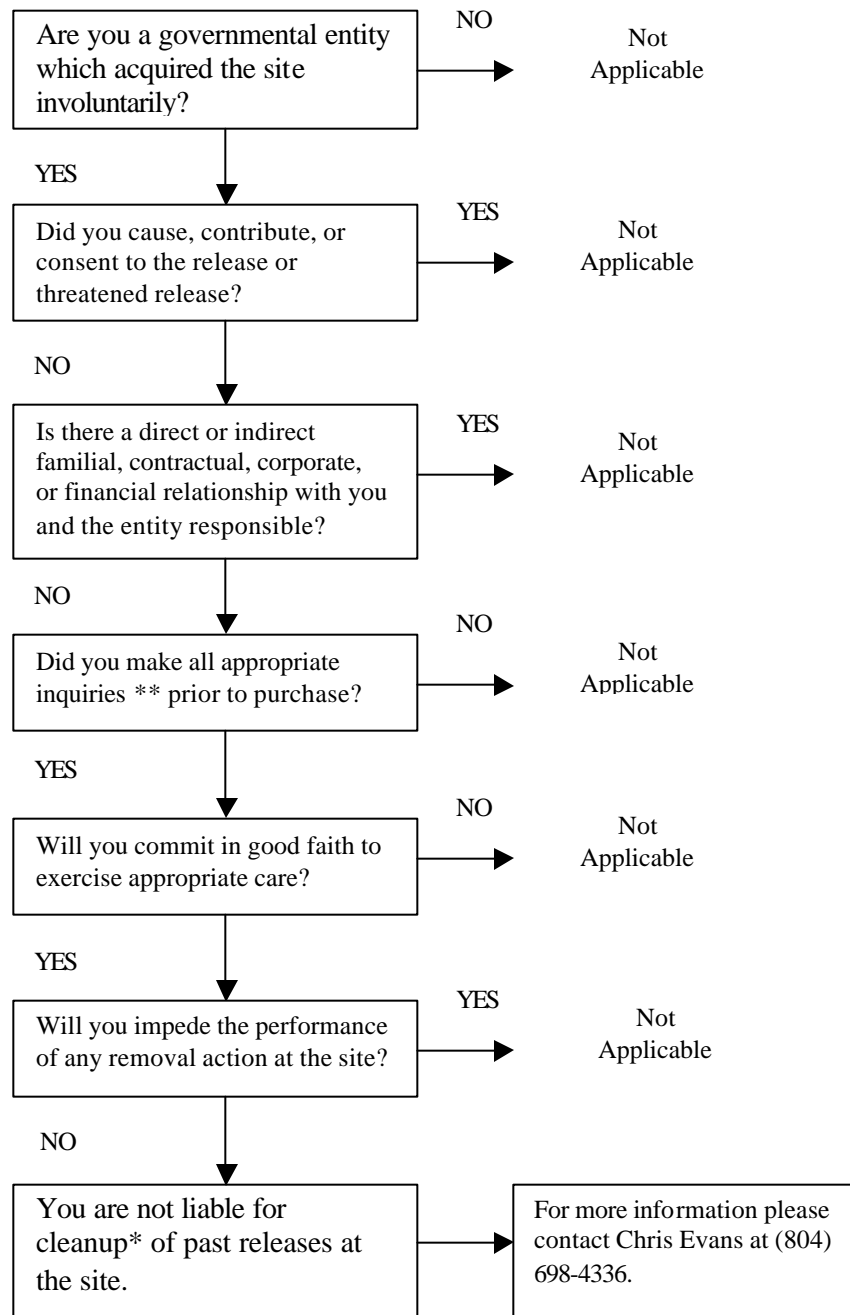 Are you a governmental entity
which acquired the site
involuntarily?
NO
Not
Applicable
YES
Did you cause, contribute, or
consent to the release or
threatened release?
YES
Not
Applicable
NO
Is there a direct or indirect
familial, contractual, corporate,
or financial relationship with you
and the entity responsible?
YES
Not
Applicable
NO
Did you make all appropriate
inquiries ** prior to purchase?
NO
Not
Applicable
YES
Will you commit in good faith to
exercise appropriate care?
NO
Not
Applicable
YES
Will you impede the performance
of any removal action at the site?
YES
Not
Applicable
NO
You are not liable for
cleanup* of past releases at
the site.
For more information please
contact Chris Evans at (804)
698-4336.